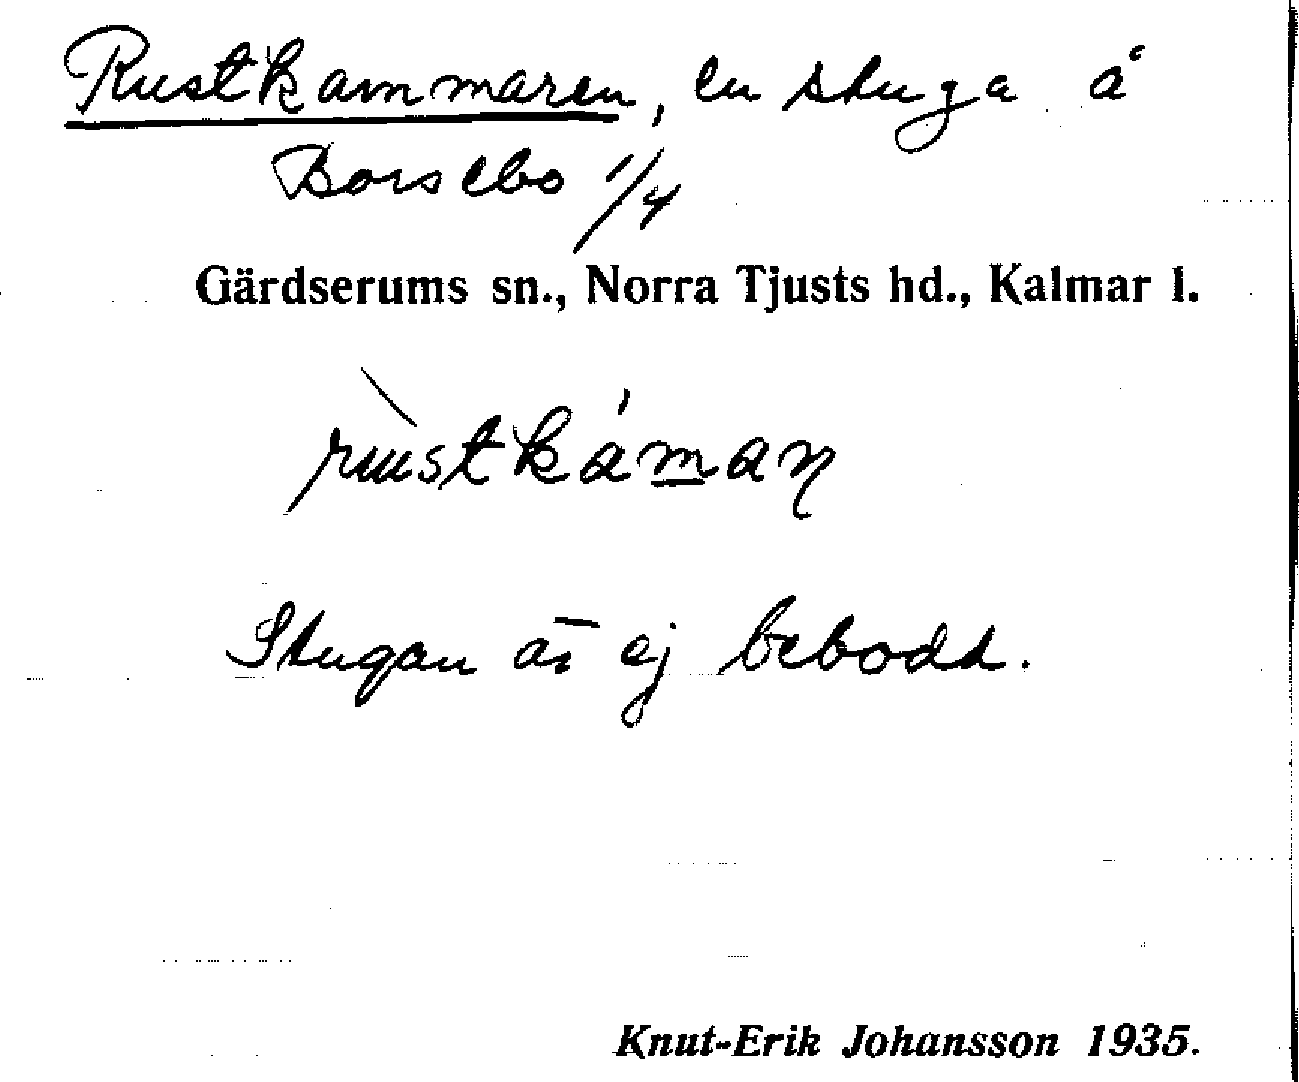 Rustkammaren, en stuga å
Borsebo 1/4
Gärdserums sn., Norra Tjusts hd., Kalmar l.
rùstkáman
Stugan är ej bebodd.
Knut-Erik Johansson 1935.